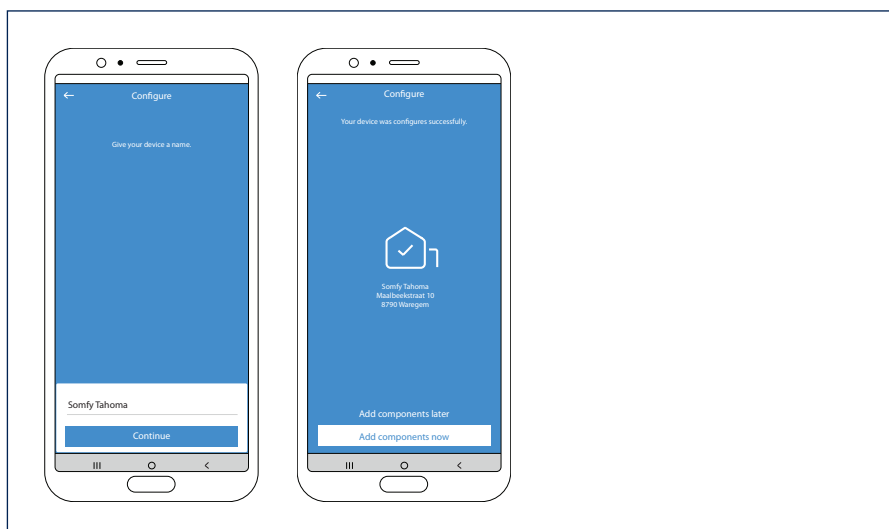 Configure
Give your device a name.
Somfy Tahoma
Continue
Configure
Your device was configures successfully.
Somfy Tahoma
Maalbeekstraat 10
8790 Waregem
Add components later
Add components now